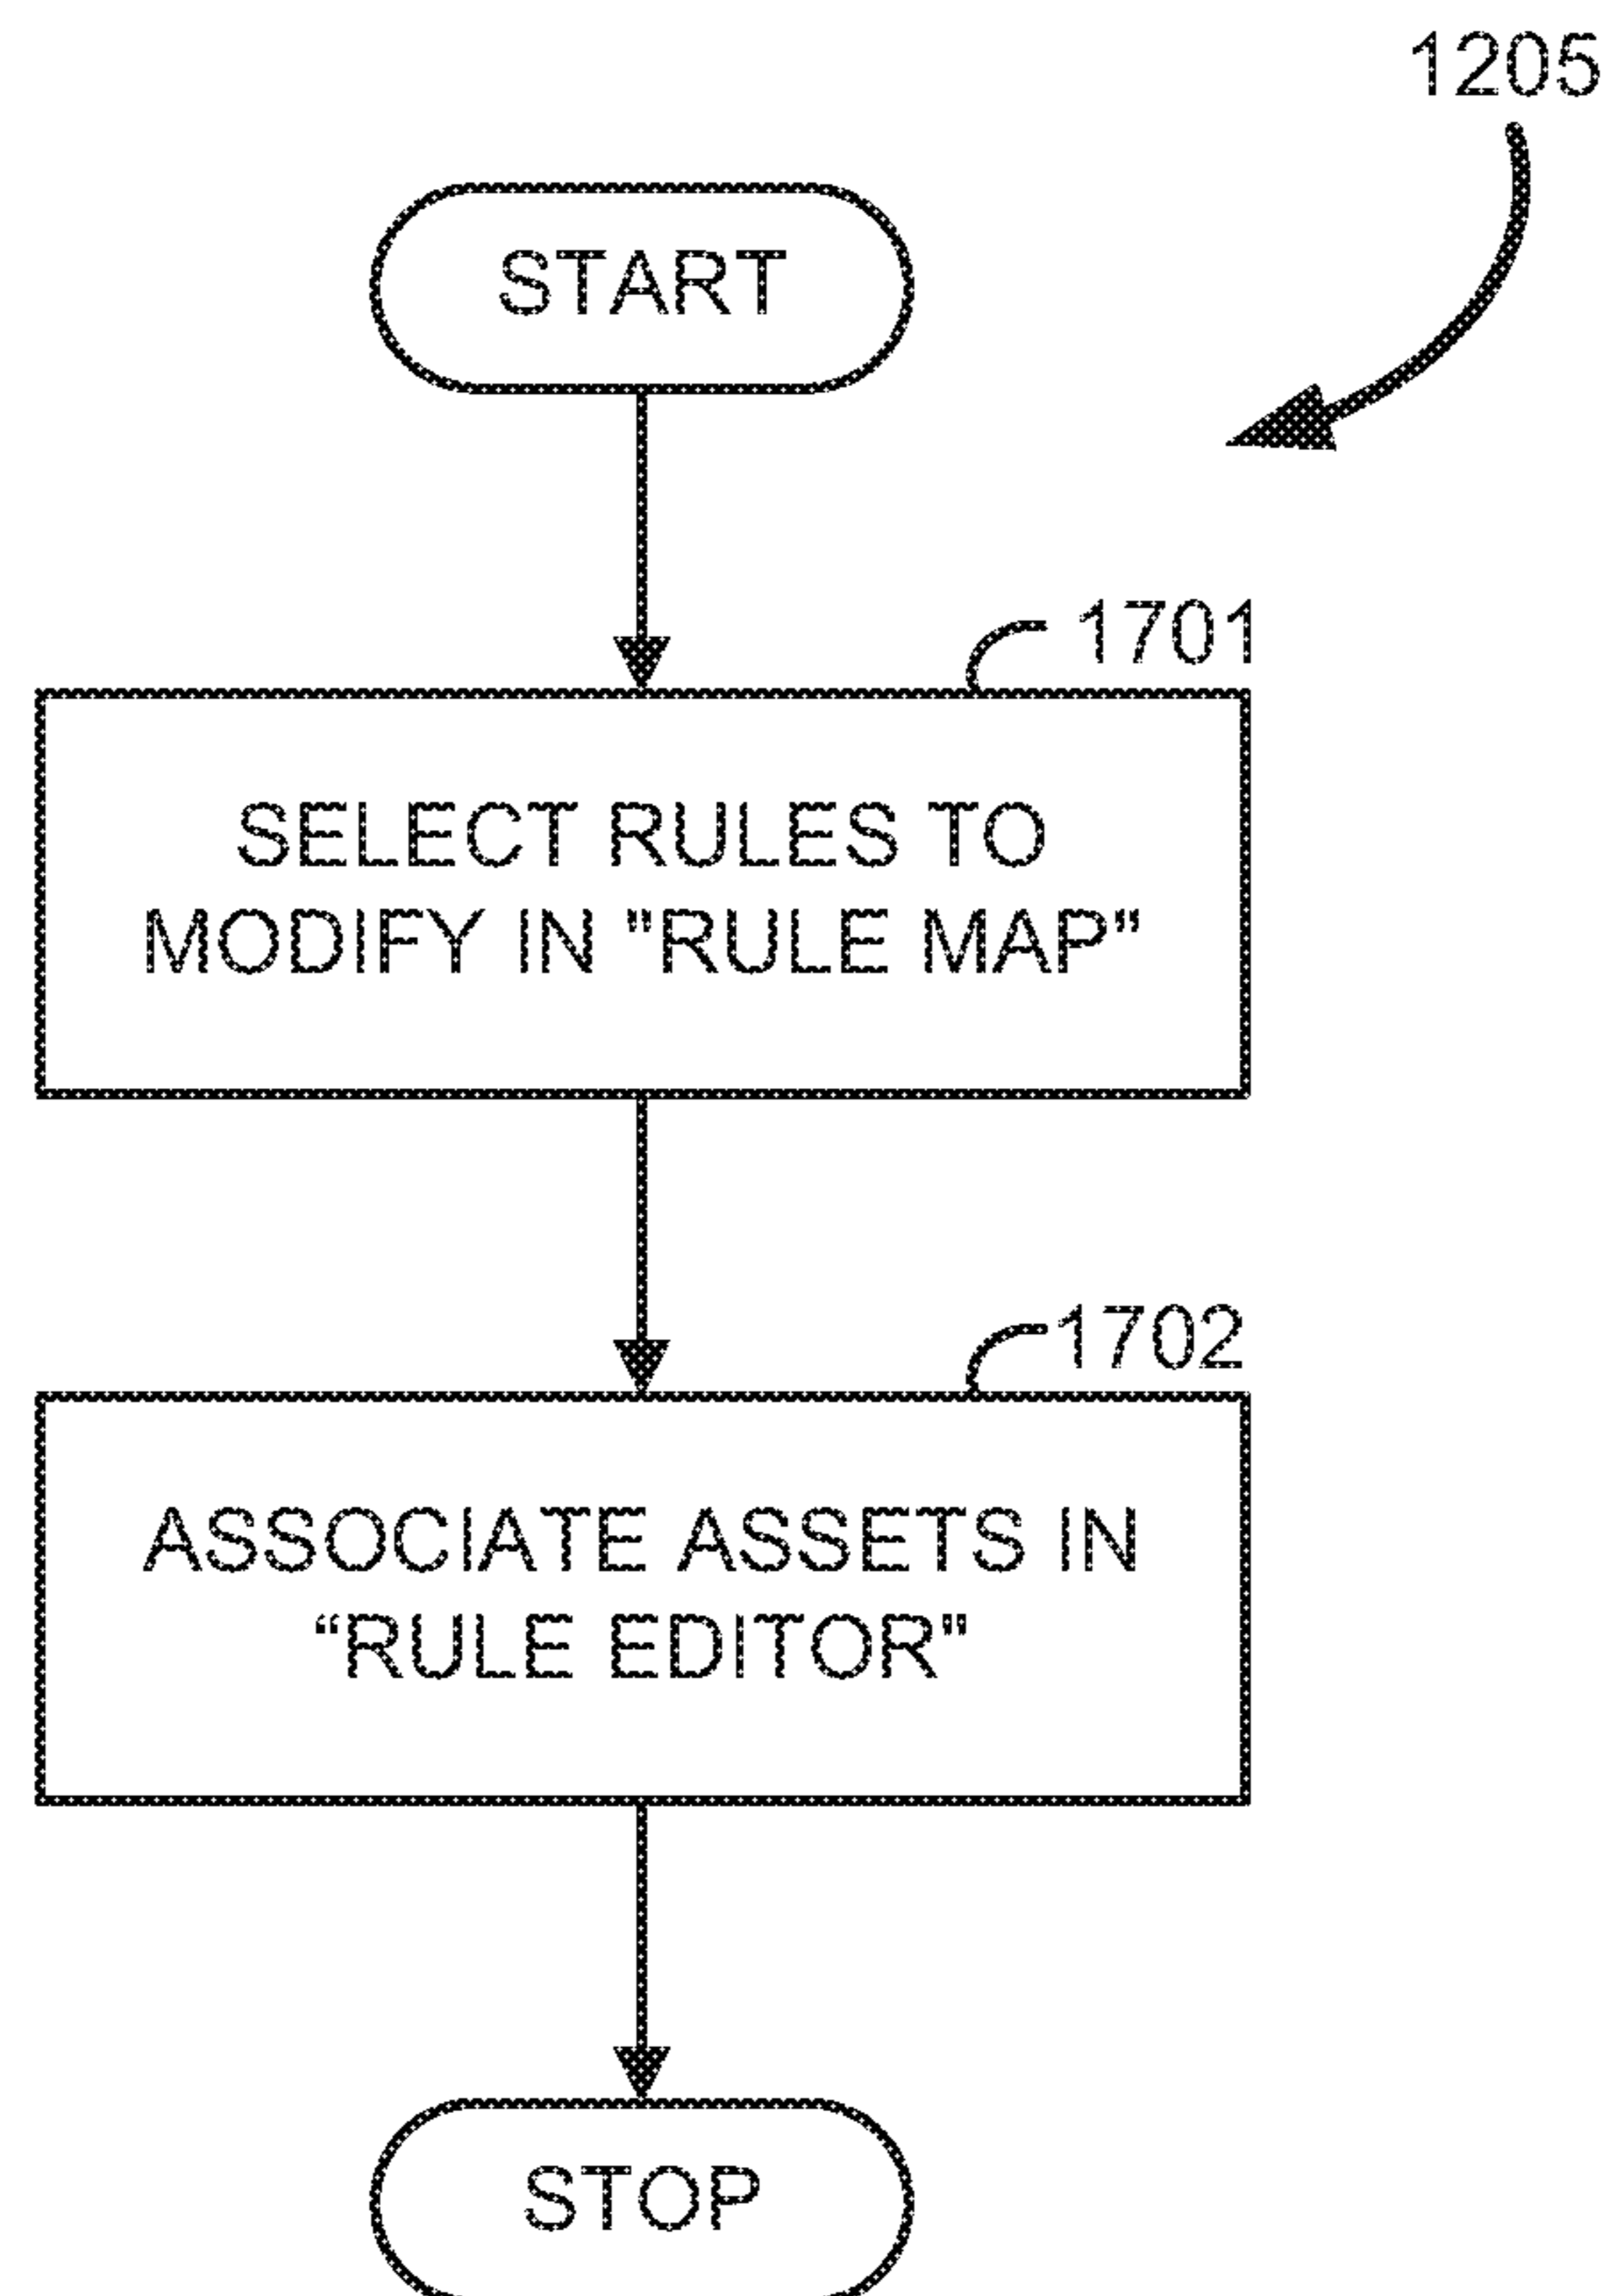 1205
START
1701
SELECT RULES TO
MODIFY IN "RULE MAP"
1702
ASSOCIATE ASSETS IN
“RULE EDITOR"
STOP